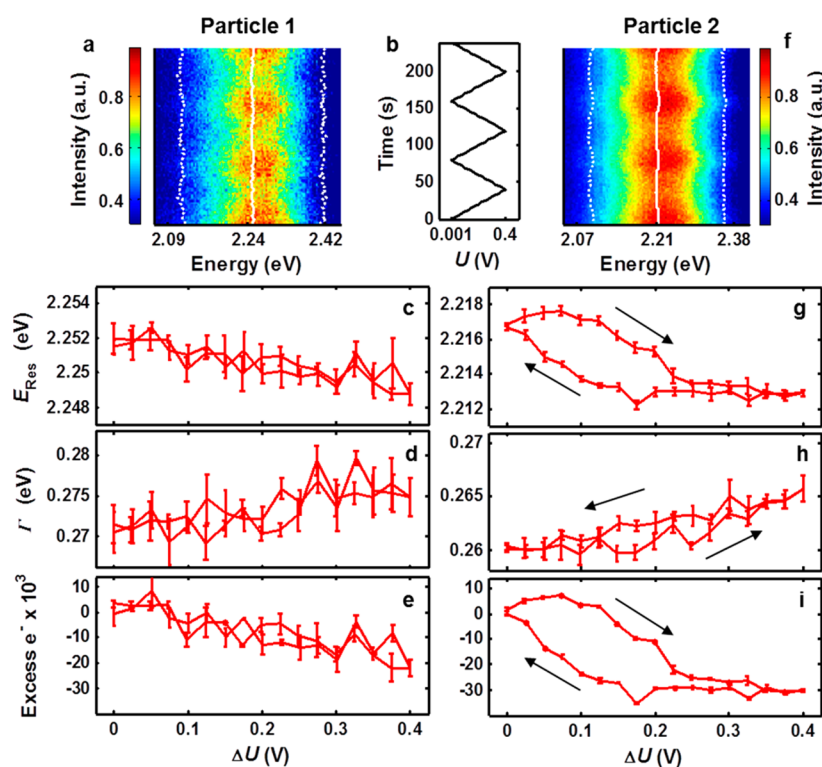 Particle 1
Particle 2
a
b
f
Intensity (a.u.)
0.8
0.6
0.4
2.09
2.24
2.42
Energy (eV)
Time (s)
200
150
100
50
0
0.001
0.4
U (V)
2.07
2.21
2.38
Energy (eV)
0.8
0.6
0.4
Intensity (a.u.)
c
E_Res (eV)
2.254
2.252
2.25
2.248
g
2.218
2.216
2.214
2.212
d
Γ (eV)
0.28
0.275
0.27
h
0.27
0.265
0.26
e
Excess e⁻ x 10³
10
0
-10
-20
-30
0
0.1
0.2
0.3
0.4
ΔU (V)
i
10
0
-10
-20
-30
0
0.1
0.2
0.3
0.4
ΔU (V)